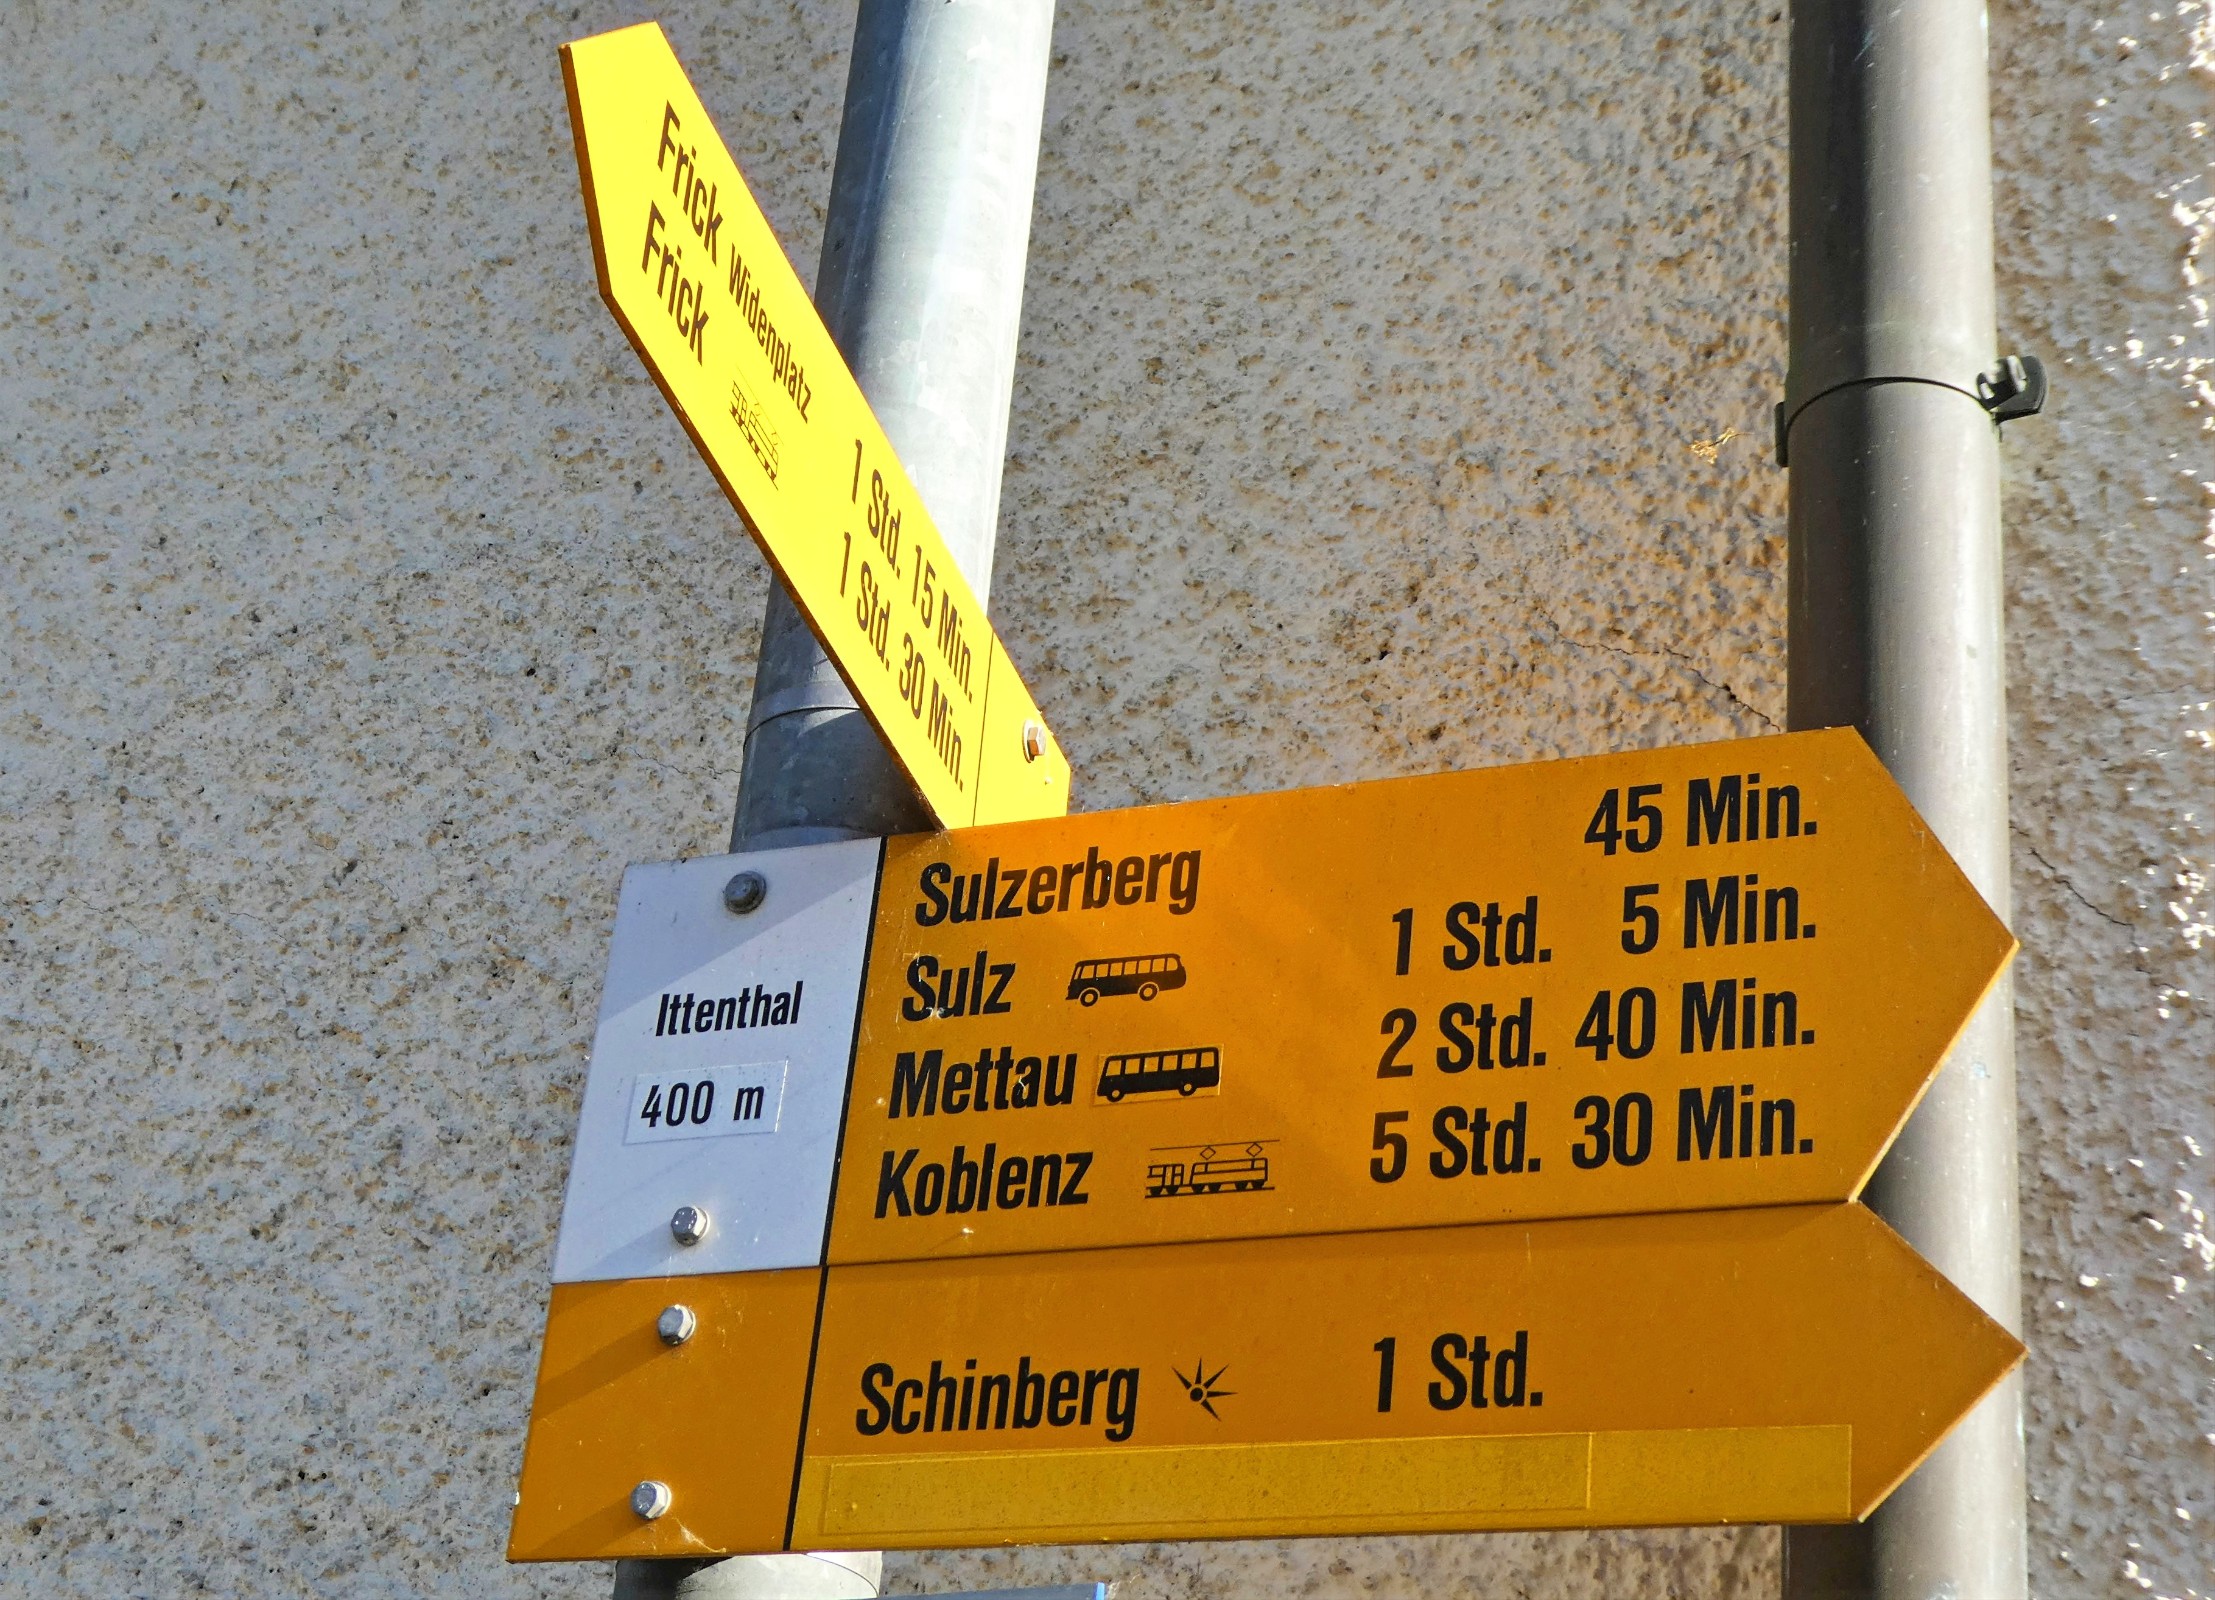 Frick Widenplatz 1 Std. 15 Min.
Frick 1 Std. 30 Min.
Ittenthal
400 m
Sulzerberg 45 Min.
Sulz 1 Std. 5 Min.
Mettau 2 Std. 40 Min.
Koblenz 5 Std. 30 Min.
Schinberg 1 Std.